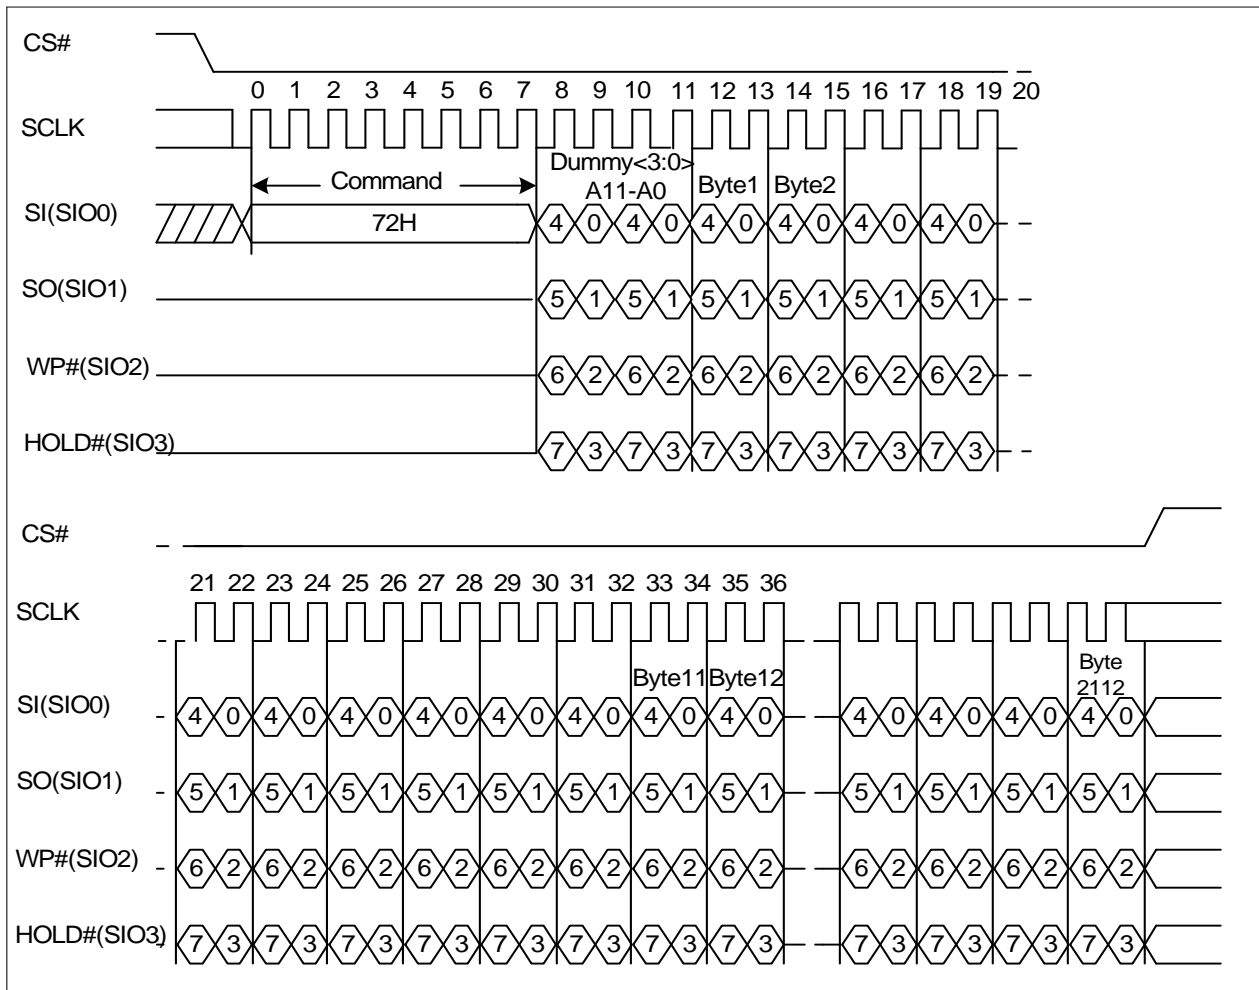 CS#
0 1 2 3 4 5 6 7 8 9 10 11 12 13 14 15 16 17 18 19 20
SCLK
Dummy<3:0>
Command A11-A0 Byte1 Byte2
SI(SIO0) 72H 4 0 4 0 4 0 4 0 4 0 4 0
SO(SIO1) 5 1 5 1 5 1 5 1 5 1 5 1
WP#(SIO2) 6 2 6 2 6 2 6 2 6 2 6 2
HOLD#(SIO3) 7 3 7 3 7 3 7 3 7 3 7 3
CS#
21 22 23 24 25 26 27 28 29 30 31 32 33 34 35 36
SCLK
Byte11 Byte12 Byte
2112
SI(SIO0) 4 0 4 0 4 0 4 0 4 0 4 0 4 0 4 0 4 0 4 0 4 0 4 0
SO(SIO1) 5 1 5 1 5 1 5 1 5 1 5 1 5 1 5 1 5 1 5 1 5 1 5 1
WP#(SIO2) 6 2 6 2 6 2 6 2 6 2 6 2 6 2 6 2 6 2 6 2 6 2 6 2
HOLD#(SIO3) 7 3 7 3 7 3 7 3 7 3 7 3 7 3 7 3 7 3 7 3 7 3 7 3